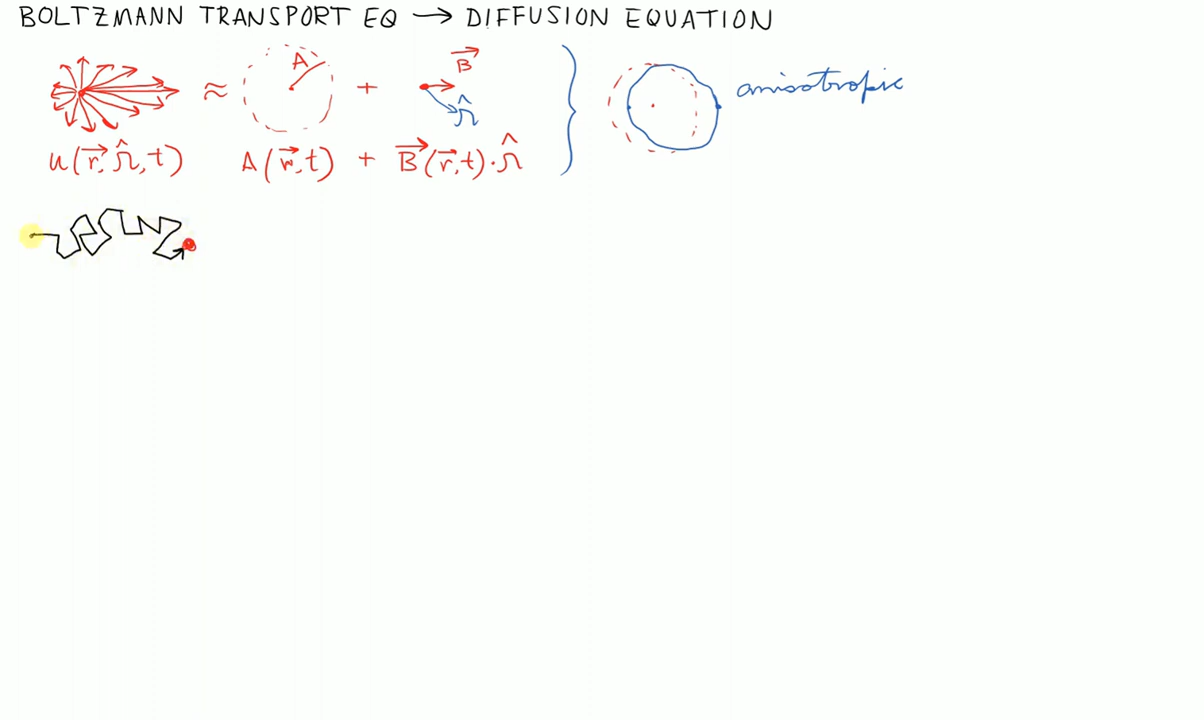 BOLTZMANN TRANSPORT EQ → DIFFUSION EQUATION
≈ A + B⃗ Ω̂ } anisotropic
u(r⃗, Ω̂, t) A(r⃗, t) + B⃗(r⃗, t)·Ω̂